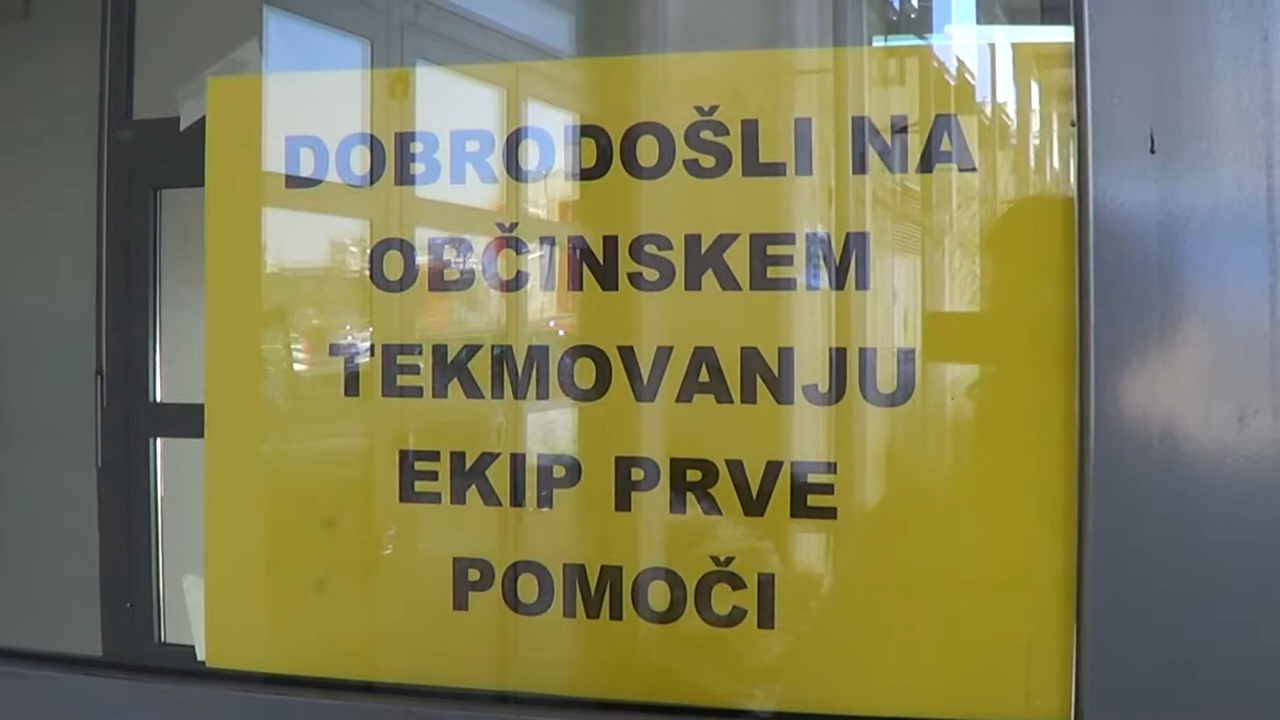 DOBRODOŠLI NA
OBČINSKEM
TEKMOVANJU
EKIP PRVE
POMOČI